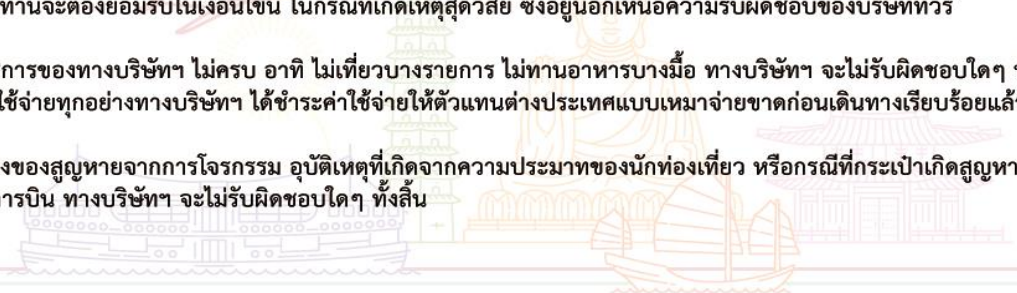 ท่านจะต้องยอมรับในเงื่อนไขนี้ ในกรณีที่เกิดเหตุสุดวิสัย ซึ่งอยู่นอกเหนือความรับผิดชอบของบริษัททัวร์
การของทางบริษัทฯ ไม่ครบ อาทิ ไม่เที่ยวบางรายการ ไม่ทานอาหารบางมื้อ ทางบริษัทฯ จะไม่รับผิดชอบใดๆ
ใช้จ่ายทุกอย่างทางบริษัทฯ ได้ชำระค่าใช้จ่ายให้ตัวแทนต่างประเทศแบบเหมาจ่ายขาดก่อนเดินทางเรียบร้อยแล้ว
งของสูญหายจากการโจรกรรม อุบัติเหตุที่เกิดจากความประมาทของนักท่องเที่ยว หรือกรณีที่กระเป๋าเกิดสูญหา
ารบิน ทางบริษัทฯ จะไม่รับผิดชอบใดๆ ทั้งสิ้น